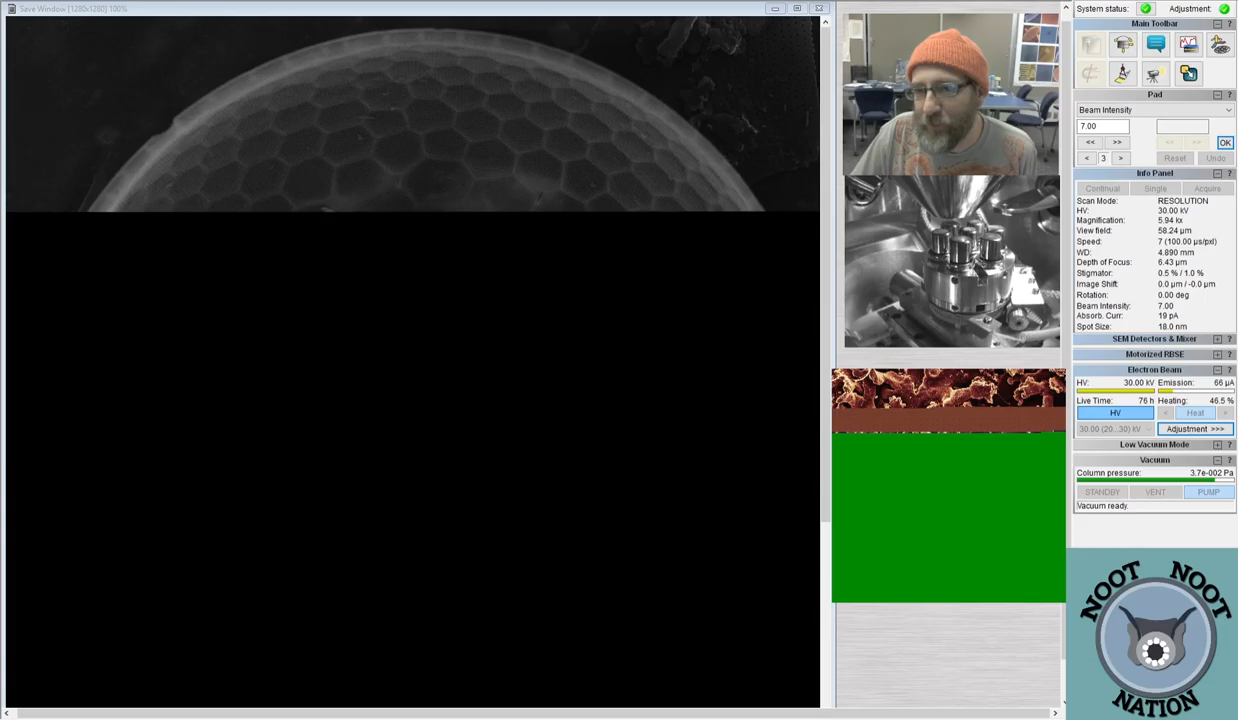 Save Window [1280x1280] 100%
System status:
Adjustment:
Main Toolbar
Pad
Beam Intensity
7.00
<< >>
OK
< 3 >
Reset
Undo
Info Panel
Continual
Single
Acquire
Scan Mode: RESOLUTION
HV: 30.00 kV
Magnification: 5.94 kx
View field: 58.24 µm
Speed: 7 (100.00 µs/pxl)
WD: 4.890 mm
Depth of Focus: 6.43 µm
Stigmator: 0.5 % / 1.0 %
Image Shift: 0.0 µm / -0.0 µm
Rotation: 0.00 deg
Beam Intensity: 7.00
Absorb. Curr: 19 pA
Spot Size: 18.0 nm
SEM Detectors & Mixer
Motorized RBSE
Electron Beam
HV: 30.00 kV Emission: 66 µA
Live Time: 76 h Heating: 46.5 %
HV < Heat
30.00 (20...30) kV Adjustment >>>
Low Vacuum Mode
Vacuum
Column pressure: 3.7e-002 Pa
STANDBY VENT PUMP
Vacuum ready.
NOOT NOOT
NATION